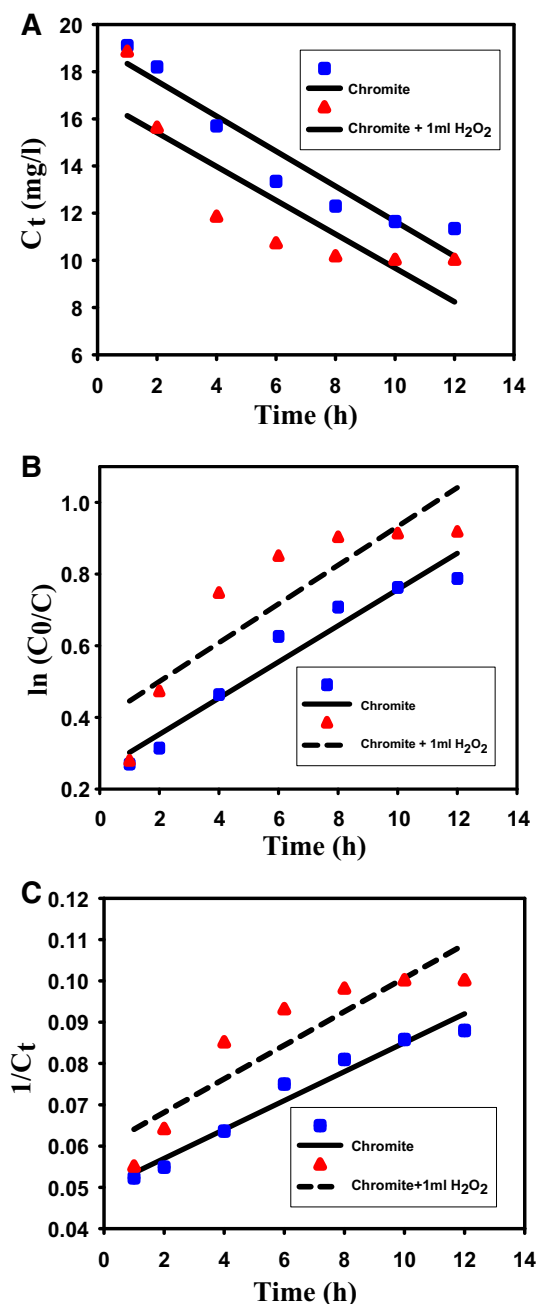 A
20
18
16
14
12
10
8
6
Ct (mg/l)
Chromite
Chromite + 1ml H2O2
0 2 4 6 8 10 12 14
Time (h)
B
1.0
0.8
0.6
0.4
0.2
ln (C0/C)
Chromite
Chromite + 1ml H2O2
0 2 4 6 8 10 12 14
Time (h)
C
0.12
0.11
0.10
0.09
0.08
0.07
0.06
0.05
0.04
1/Ct
Chromite
Chromite+1ml H2O2
0 2 4 6 8 10 12 14
Time (h)